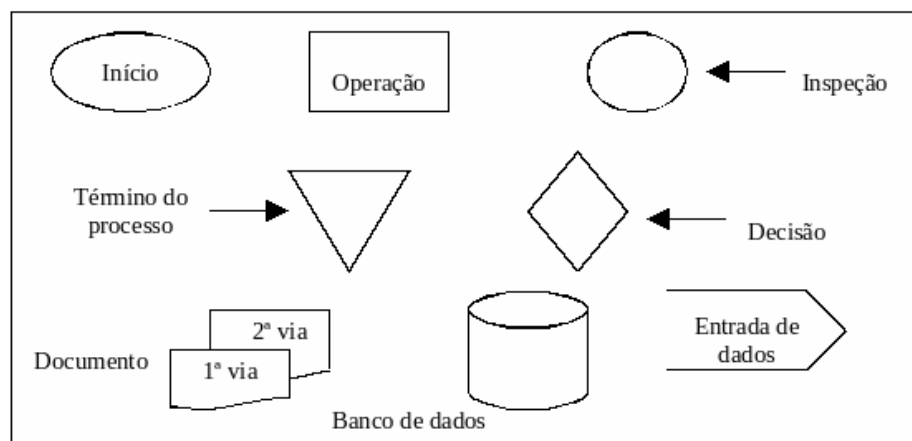 Início
Operação
Inspeção
Término do
processo
Decisão
Documento
2ª via
1ª via
Banco de dados
Entrada de
dados